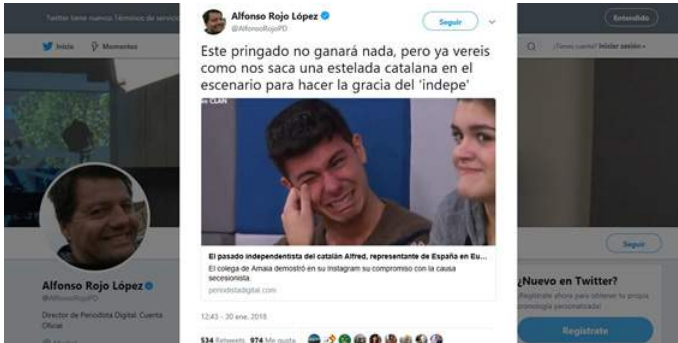 Twitter tiene nuevos Términos de servicio
Entendido
Inicio
Momentos
¿Tienes cuenta? Iniciar sesión
Alfonso Rojo López
@AlfonsoRojoPD
Seguir
Este pringado no ganará nada, pero ya vereis
como nos saca una estelada catalana en el
escenario para hacer la gracia del 'indepe'
CLAN
El pasado independentista del catalán Alfred, representante de España en Eu...
El colega de Amaia demostró en su Instagram su compromiso con la causa
secesionista.
periodistadigital.com
12:43 - 30 ene. 2018
534 Retweets 974 Me gusta
Alfonso Rojo López
@AlfonsoRojoPD
Director de Periodista Digital. Cuenta
Oficial
Seguir
¿Nuevo en Twitter?
¡Regístrate ahora para obtener tu propia
cronología personalizada!
Regístrate